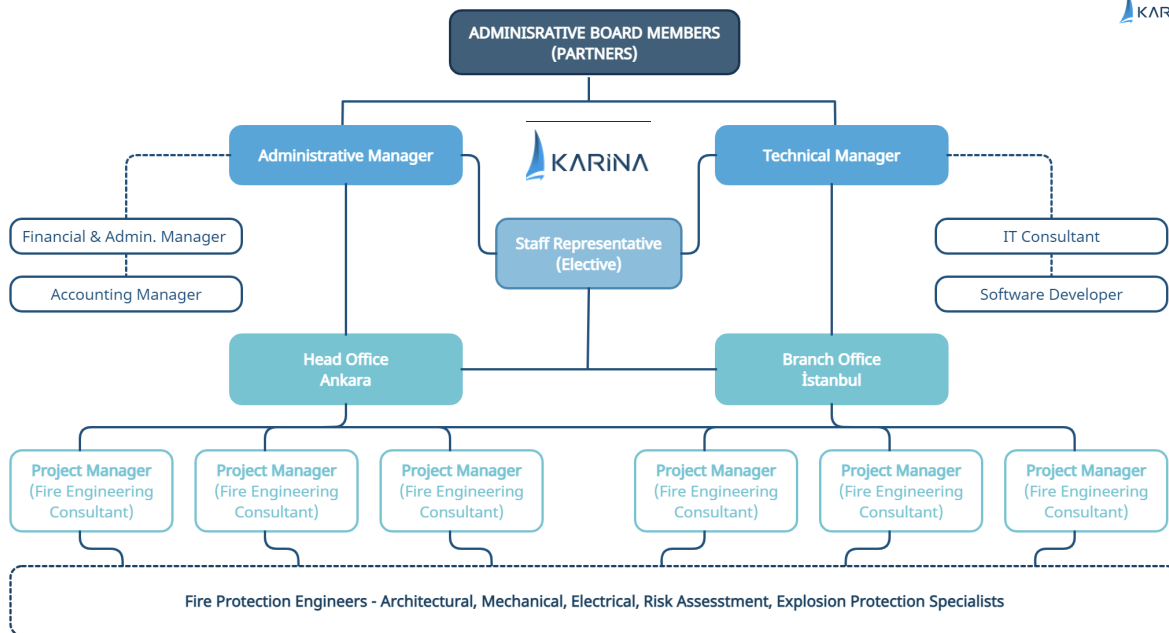 KAR
ADMINISRATIVE BOARD MEMBERS
(PARTNERS)
Administrative Manager
KARiNA
Technical Manager
Financial & Admin. Manager
Staff Representative
(Elective)
IT Consultant
Accounting Manager
Software Developer
Head Office
Ankara
Branch Office
İstanbul
Project Manager
(Fire Engineering
Consultant)
Project Manager
(Fire Engineering
Consultant)
Project Manager
(Fire Engineering
Consultant)
Project Manager
(Fire Engineering
Consultant)
Project Manager
(Fire Engineering
Consultant)
Project Manager
(Fire Engineering
Consultant)
Fire Protection Engineers - Architectural, Mechanical, Electrical, Risk Assesstment, Explosion Protection Specialists